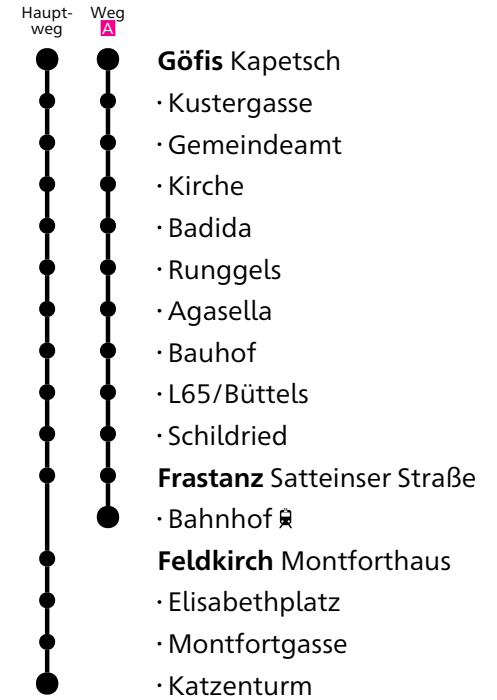 Haupt-
weg
Weg
A
Göfis Kapetsch
· Kustergasse
· Gemeindeamt
· Kirche
· Badida
· Runggels
· Agasella
· Bauhof
· L65/Büttels
· Schildried
Frastanz Satteinser Straße
· Bahnhof
Feldkirch Montforthaus
· Elisabethplatz
· Montfortgasse
· Katzenturm